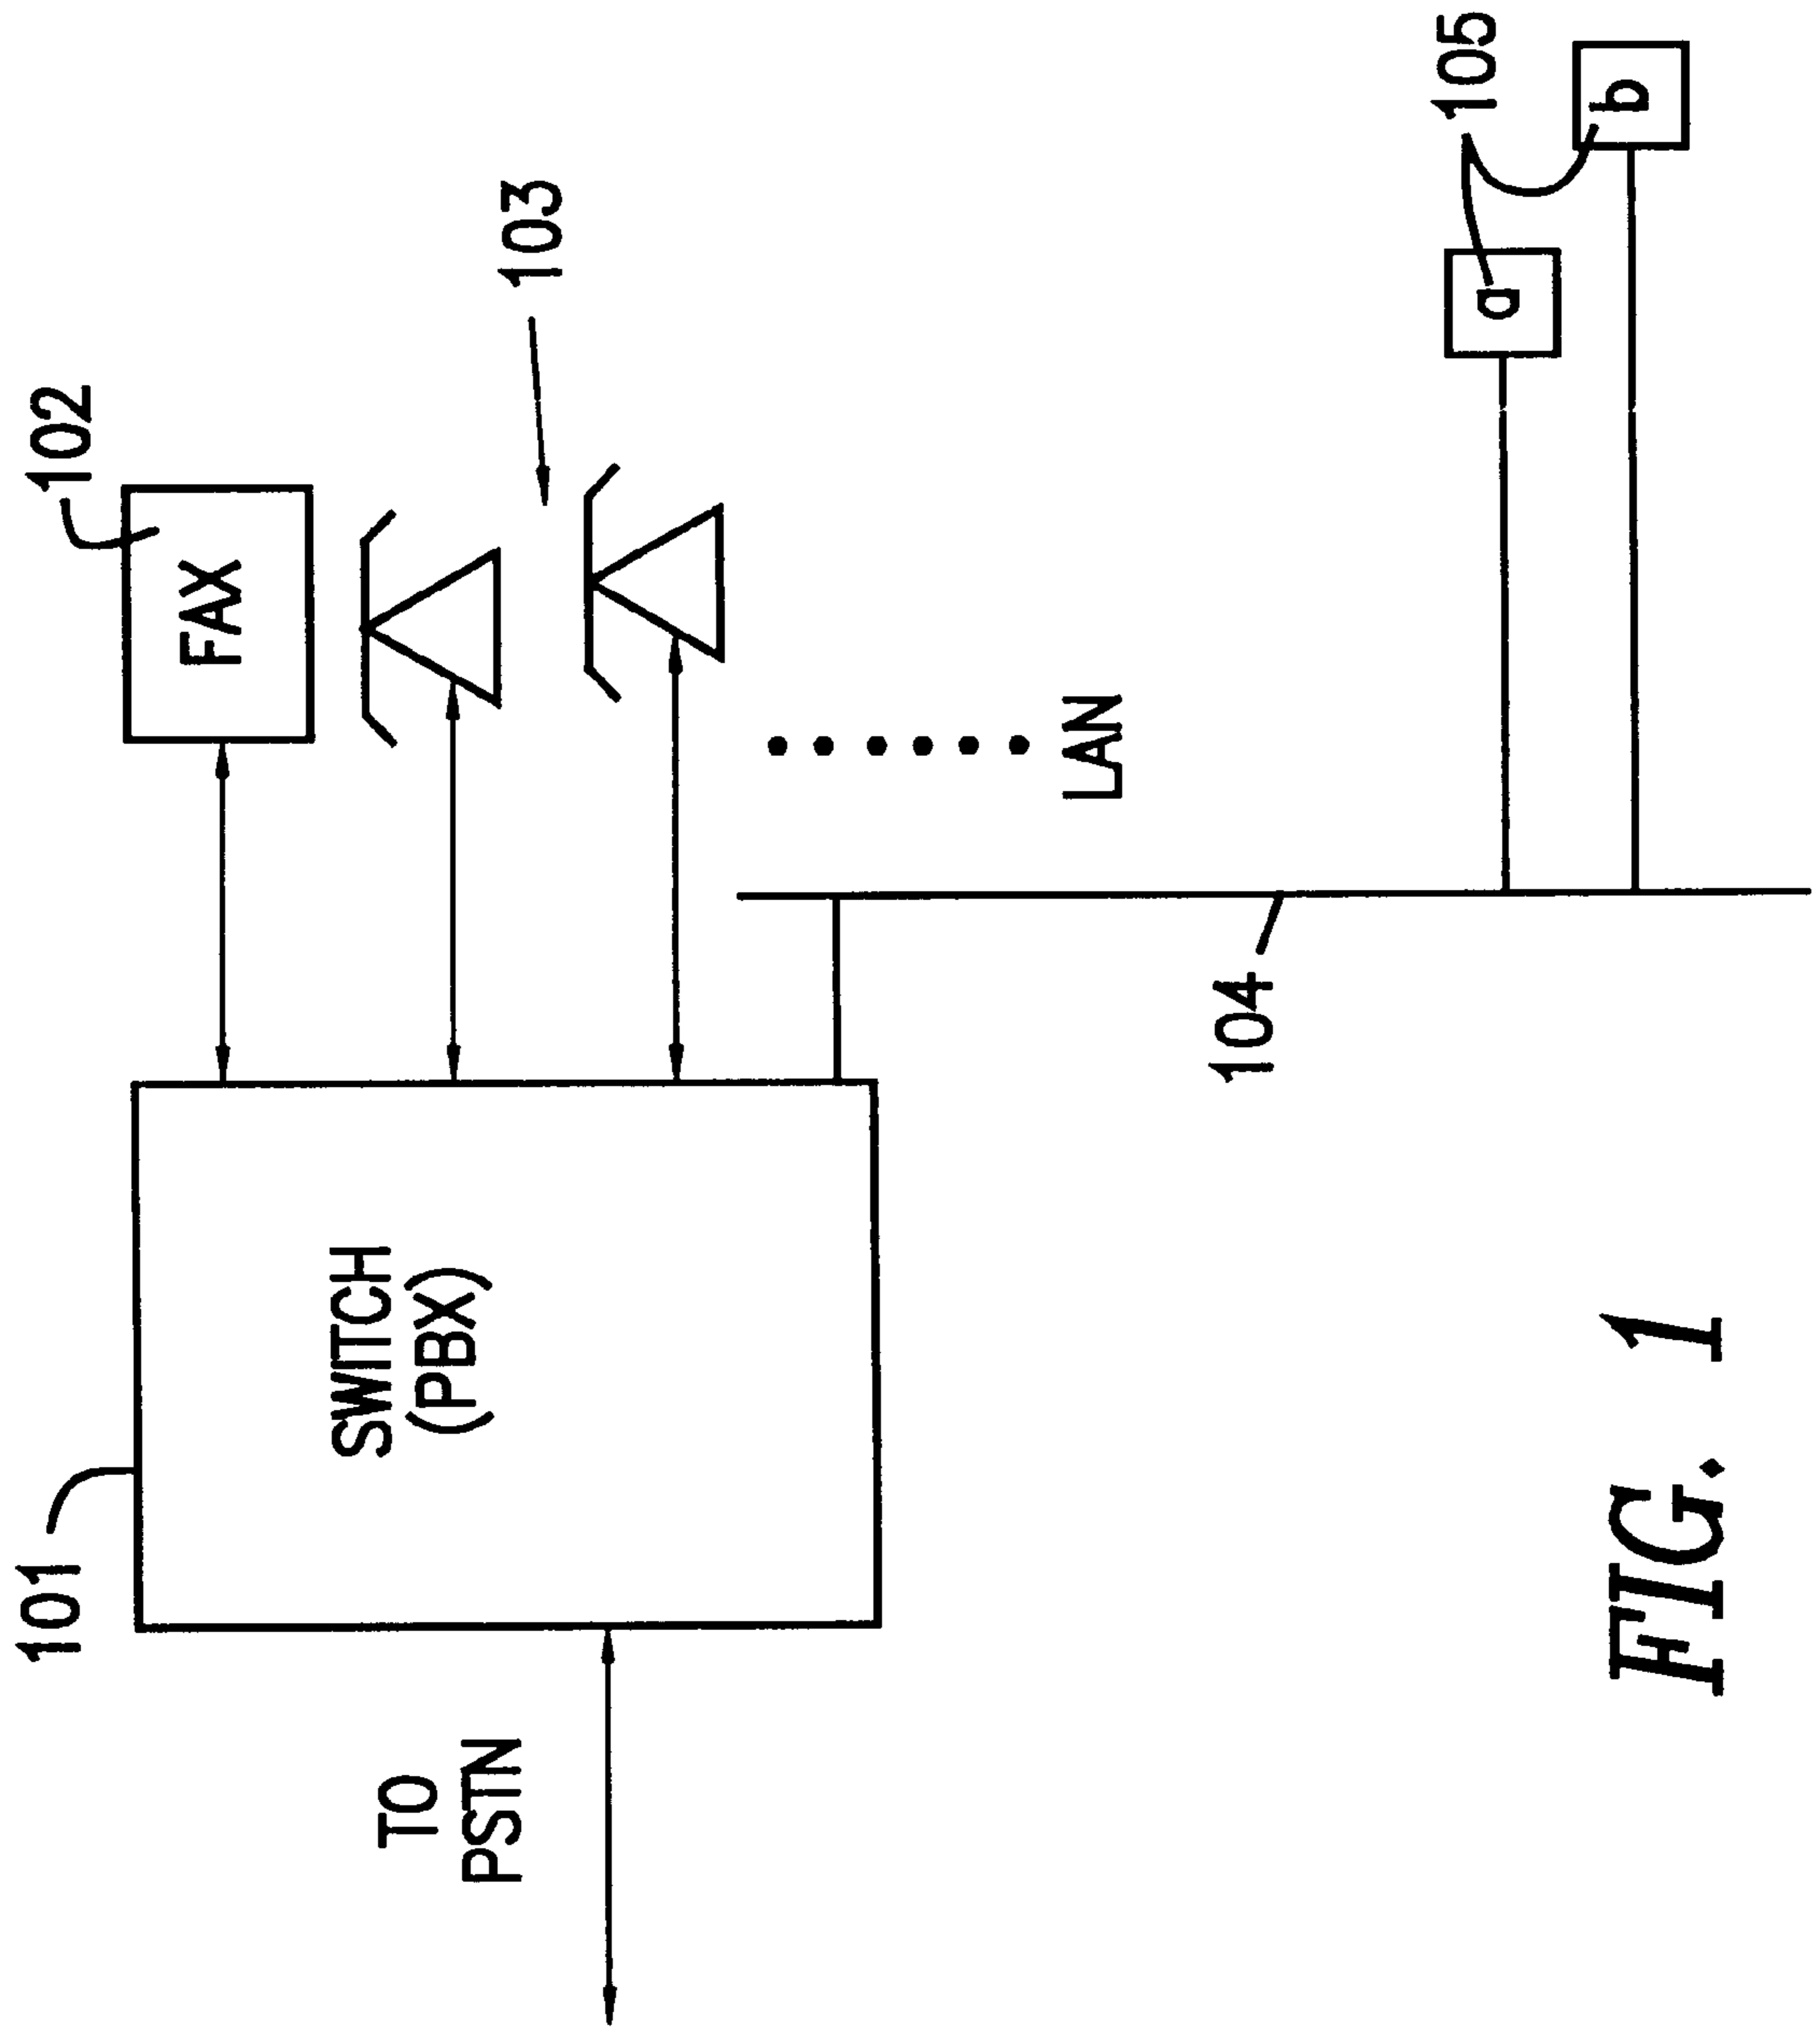 101
102
103
105
TO
PSTN
SWITCH
(PBX)
FAX
LAN
104
a
b
FIG. 1